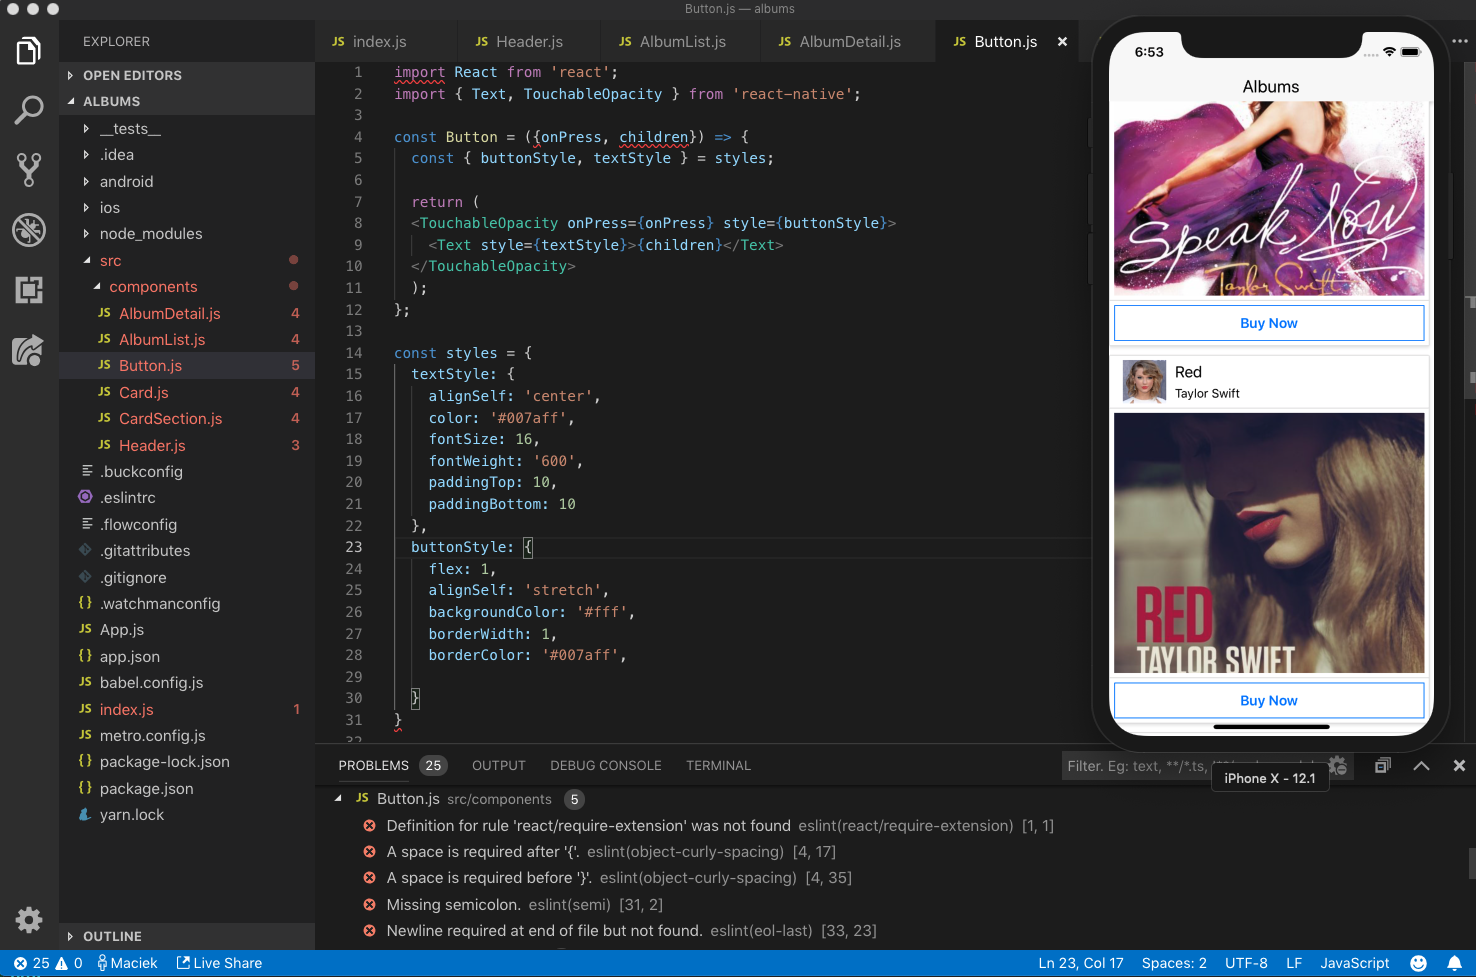 Button.js — albums
EXPLORER
OPEN EDITORS
ALBUMS
__tests__
.idea
android
ios
node_modules
src
components
JS AlbumDetail.js 4
JS AlbumList.js 4
JS Button.js 5
JS Card.js 4
JS CardSection.js 4
JS Header.js 3
.buckconfig
.eslintrc
.flowconfig
.gitattributes
.gitignore
{} .watchmanconfig
JS App.js
{} app.json
JS babel.config.js
JS index.js 1
JS metro.config.js
{} package-lock.json
{} package.json
yarn.lock
OUTLINE
JS index.js JS Header.js JS AlbumList.js JS AlbumDetail.js JS Button.js
1 import React from 'react';
2 import { Text, TouchableOpacity } from 'react-native';
3
4 const Button = ({onPress, children}) => {
5 const { buttonStyle, textStyle } = styles;
6
7 return (
8 <TouchableOpacity onPress={onPress} style={buttonStyle}>
9 <Text style={textStyle}>{children}</Text>
10 </TouchableOpacity>
11 );
12 };
13
14 const styles = {
15 textStyle: {
16 alignSelf: 'center',
17 color: '#007aff',
18 fontSize: 16,
19 fontWeight: '600',
20 paddingTop: 10,
21 paddingBottom: 10
22 },
23 buttonStyle: {
24 flex: 1,
25 alignSelf: 'stretch',
26 backgroundColor: '#fff',
27 borderWidth: 1,
28 borderColor: '#007aff',
29
30 }
31 }
32
6:53
Albums
Speak Now
Taylor Swift
Buy Now
Red
Taylor Swift
RED
TAYLOR SWIFT
Buy Now
iPhone X - 12.1
PROBLEMS 25 OUTPUT DEBUG CONSOLE TERMINAL
Filter. Eg: text, **/*.ts,
JS Button.js src/components 5
Definition for rule 'react/require-extension' was not found eslint(react/require-extension) [1, 1]
A space is required after '{'. eslint(object-curly-spacing) [4, 17]
A space is required before '}'. eslint(object-curly-spacing) [4, 35]
Missing semicolon. eslint(semi) [31, 2]
Newline required at end of file but not found. eslint(eol-last) [33, 23]
25 0 Maciek Live Share Ln 23, Col 17 Spaces: 2 UTF-8 LF JavaScript